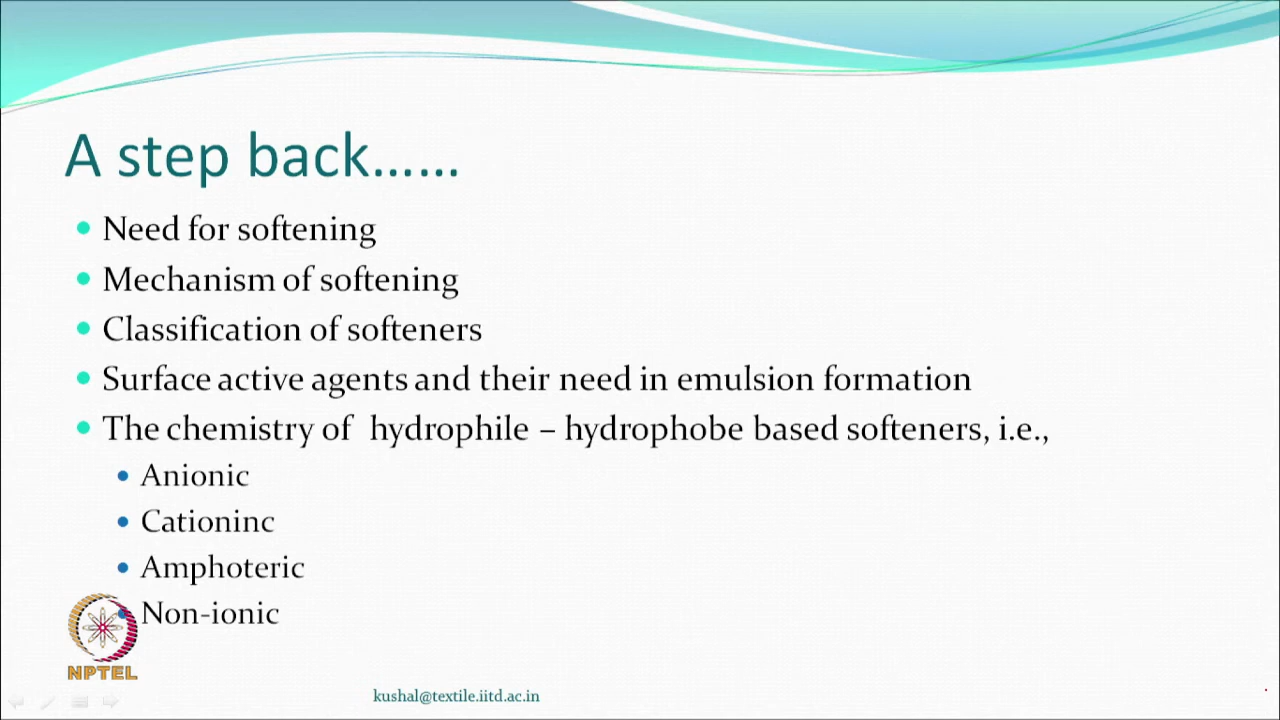 A step back......
Need for softening
Mechanism of softening
Classification of softeners
Surface active agents and their need in emulsion formation
The chemistry of hydrophile – hydrophobe based softeners, i.e.,
Anionic
Cationinc
Amphoteric
Non-ionic
NPTEL
kushal@textile.iitd.ac.in